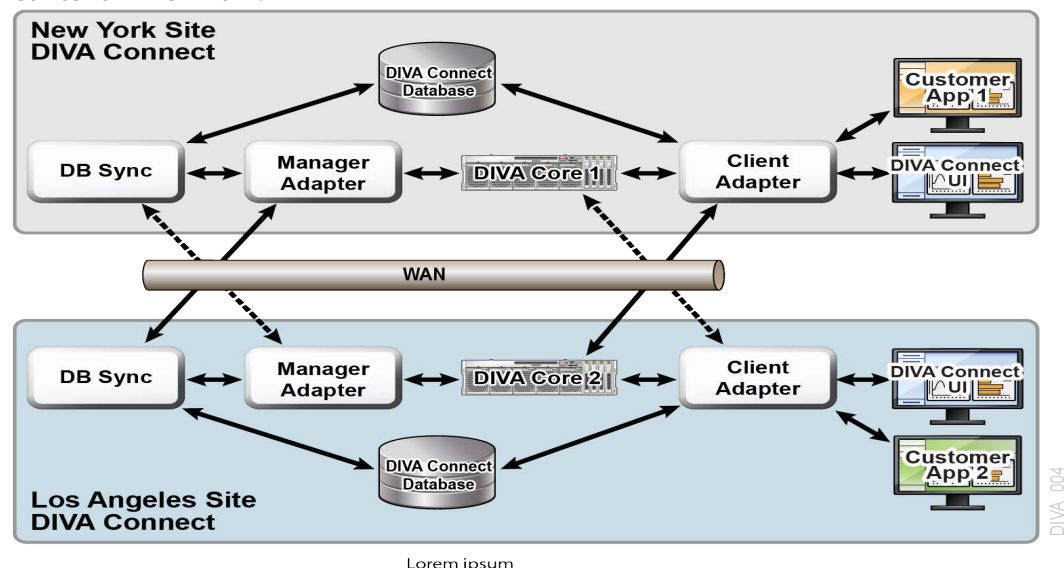 New York Site
DIVA Connect
DIVA Connect
Database
Customer
App 1
DB Sync
Manager
Adapter
DIVA Core 1
Client
Adapter
DIVA Connect
UI
WAN
DB Sync
Manager
Adapter
DIVA Core 2
Client
Adapter
DIVA Connect
UI
DIVA Connect
Database
Customer
App 2
Los Angeles Site
DIVA Connect
DIVA_004
Lorem ipsum